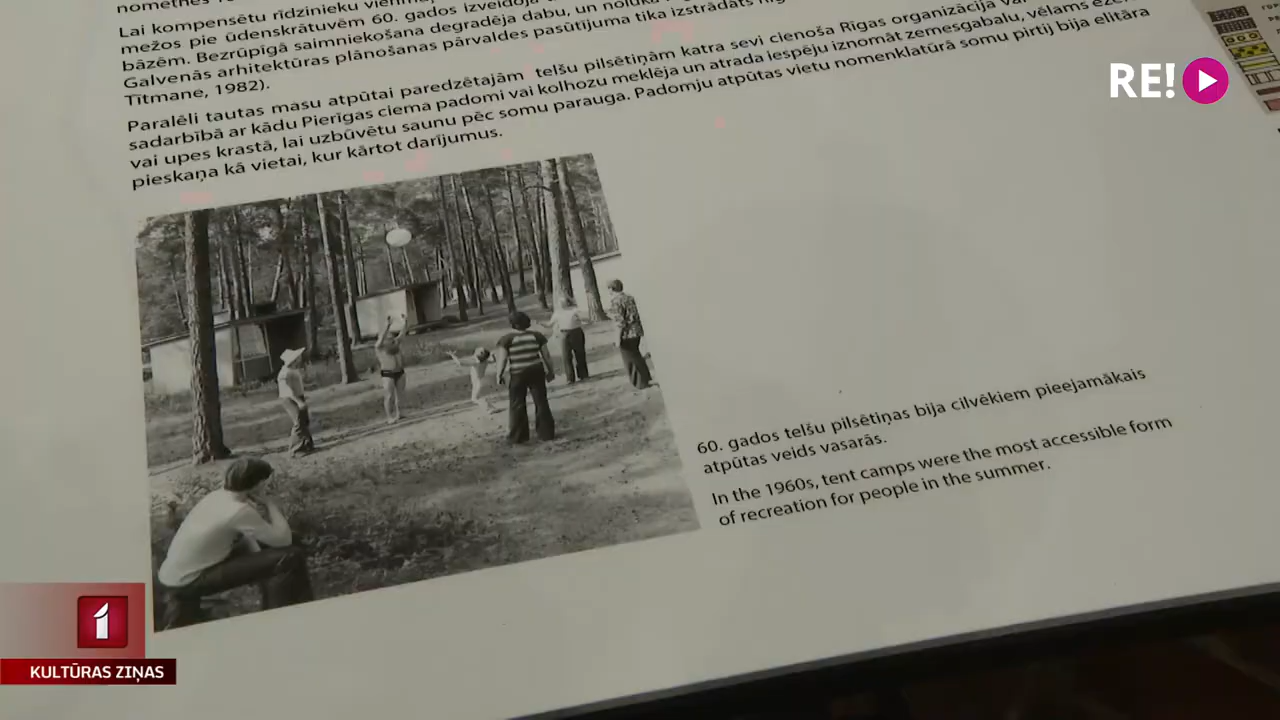 nometnes
Lai kompensētu rīdzinieku
mežos pie ūdenskrātuvēm 60. gados izveidoja
bāzēm. Bezrūpīgā saimniekošana degradēja dabu, un nolūkā
Galvenās arhitektūras plānošanas pārvaldes pasūtījuma tika izstrādāts
Titmane, 1982).
Paralēli tautas masu atpūtai paredzētajām telšu pilsētiņām katra sevi cienoša Rīgas organizācija
sadarbībā ar kādu Pierīgas ciema padomi vai kolhozu meklēja un atrada iespēju iznomāt zemesgabalu, vēlams
vai upes krastā, lai uzbūvētu saunu pēc somu parauga. Padomju atpūtas vietu nomenklatūrā somu pirtij bija elitāra
pieskaņa kā vietai, kur kārtot darījumus.
60. gados telšu pilsētiņas bija cilvēkiem pieejamākais
atpūtas veids vasarās.
In the 1960s, tent camps were the most accessible form
of recreation for people in the summer.
RE!
1
KULTŪRAS ZIŅAS